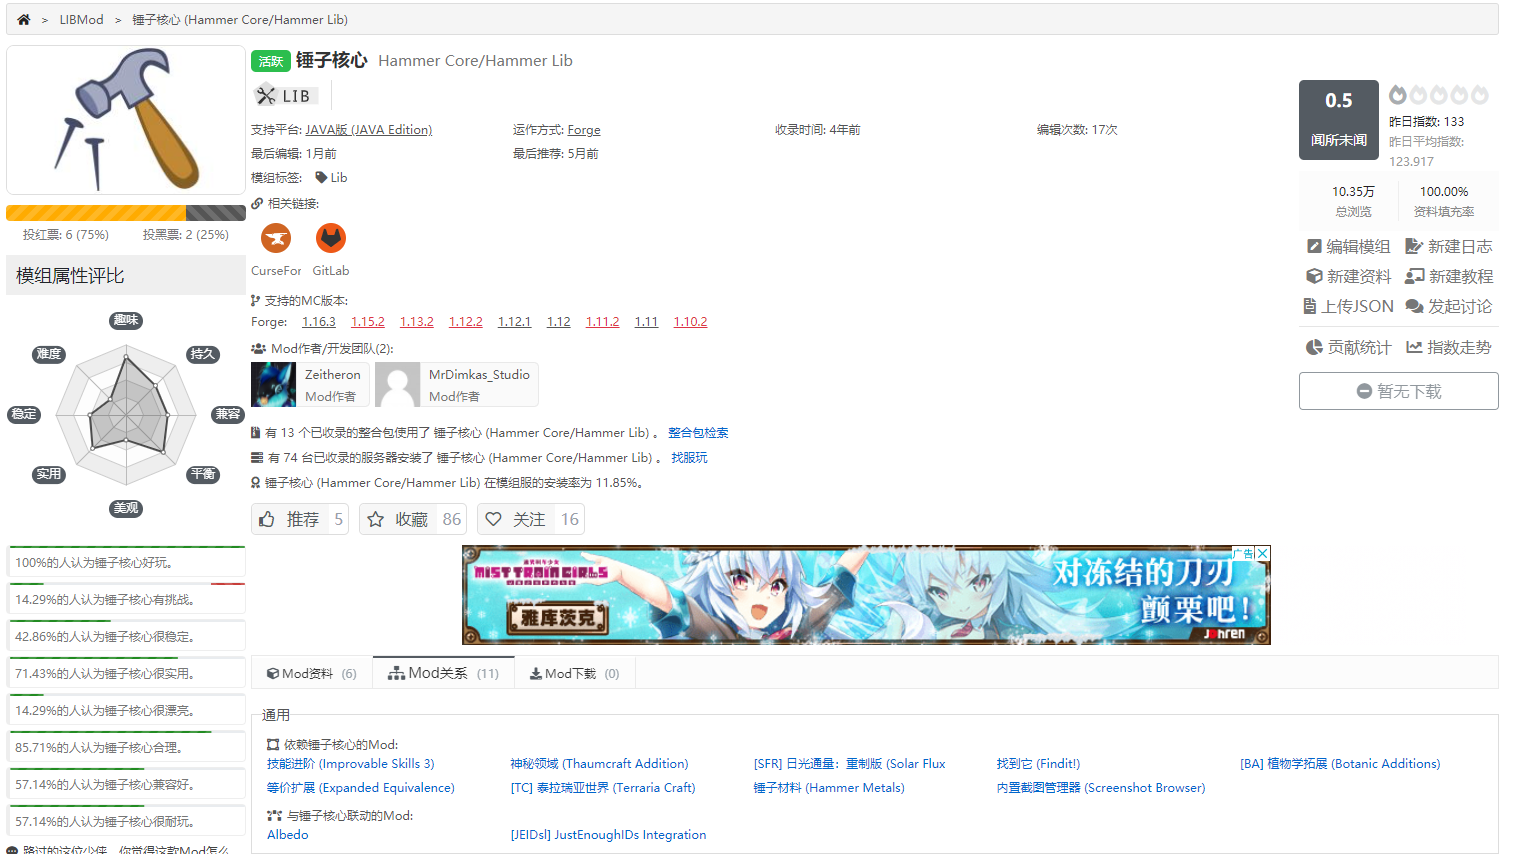 > LIBMod > 锤子核心 (Hammer Core/Hammer Lib)
活跃 锤子核心 Hammer Core/Hammer Lib
LIB
支持平台: JAVA版 (JAVA Edition) 运作方式: Forge 收录时间: 4年前 编辑次数: 17次
最后编辑: 1月前 最后推荐: 5月前
模组标签: Lib
相关链接:
CurseFor GitLab
支持的MC版本:
Forge: 1.16.3 1.15.2 1.13.2 1.12.2 1.12.1 1.12 1.11.2 1.11 1.10.2
Mod作者/开发团队(2):
Zeitheron
Mod作者
MrDimkas_Studio
Mod作者
有 13 个已收录的整合包使用了 锤子核心 (Hammer Core/Hammer Lib) 。 整合包检索
有 74 台已收录的服务器安装了 锤子核心 (Hammer Core/Hammer Lib) 。 找服玩
锤子核心 (Hammer Core/Hammer Lib) 在模组服的安装率为 11.85%。
推荐 5 收藏 86 关注 16
投红票: 6 (75%) 投黑票: 2 (25%)
模组属性评比
趣味
难度 持久
稳定 兼容
实用 平衡
美观
100%的人认为锤子核心好玩。
14.29%的人认为锤子核心有挑战。
42.86%的人认为锤子核心很稳定。
71.43%的人认为锤子核心很实用。
14.29%的人认为锤子核心很漂亮。
85.71%的人认为锤子核心合理。
57.14%的人认为锤子核心兼容好。
57.14%的人认为锤子核心很耐玩。
路过的这位少侠，你觉得这款Mod怎么
0.5
闻所未闻
昨日指数: 133
昨日平均指数:
123.917
10.35万 100.00%
总浏览 资料填充率
编辑模组 新建日志
新建资料 新建教程
上传JSON 发起讨论
贡献统计 指数走势
暂无下载
广告
MIST TRAIN GIRLS
雅库茨克
对冻结的刀刃
颤栗吧!
Johren
Mod资料 (6) Mod关系 (11) Mod下载 (0)
通用
依赖锤子核心的Mod:
技能进阶 (Improvable Skills 3) 神秘领域 (Thaumcraft Addition) [SFR] 日光通量：重制版 (Solar Flux 找到它 (Findit!) [BA] 植物学拓展 (Botanic Additions)
等价扩展 (Expanded Equivalence) [TC] 泰拉瑞亚世界 (Terraria Craft) 锤子材料 (Hammer Metals) 内置截图管理器 (Screenshot Browser)
与锤子核心联动的Mod:
Albedo [JEIDsl] JustEnoughIDs Integration